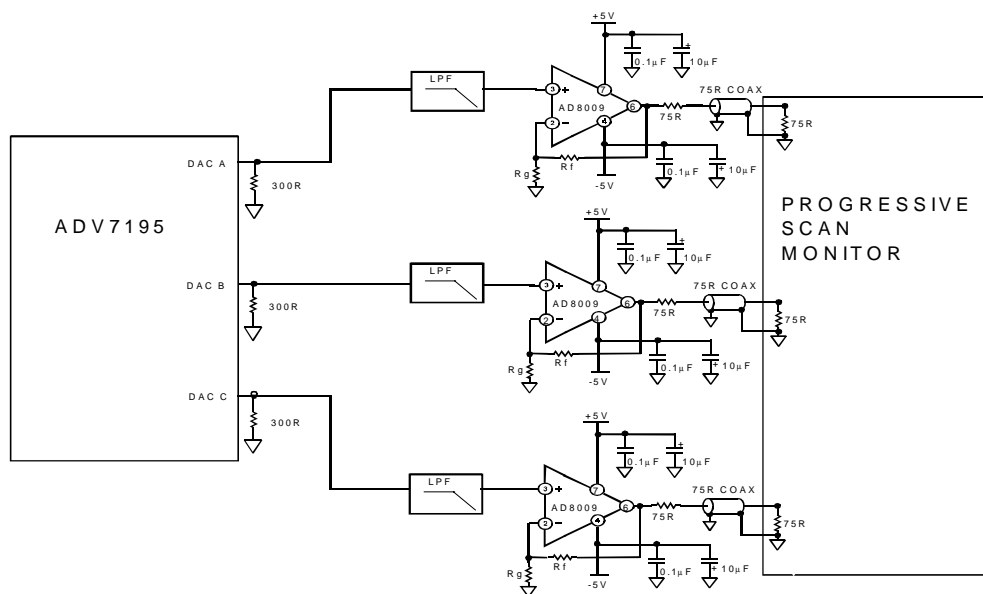 ADV7195
DAC A
300R
LPF
3 +
2 −
AD8009
7
6
4
+5V
0.1µF
+
10µF
75R
75R COAX
75R
Rf
Rg
-5V
0.1µF
+
10µF
DAC B
300R
LPF
3 +
2 −
AD8009
7
6
4
+5V
0.1µF
+
10µF
75R
75R COAX
75R
Rf
Rg
-5V
0.1µF
+
10µF
DAC C
300R
LPF
3 +
2 −
AD8009
7
6
4
+5V
0.1µF
+
10µF
75R
75R COAX
75R
Rf
Rg
-5V
0.1µF
+
10µF
PROGRESSIVE
SCAN
MONITOR